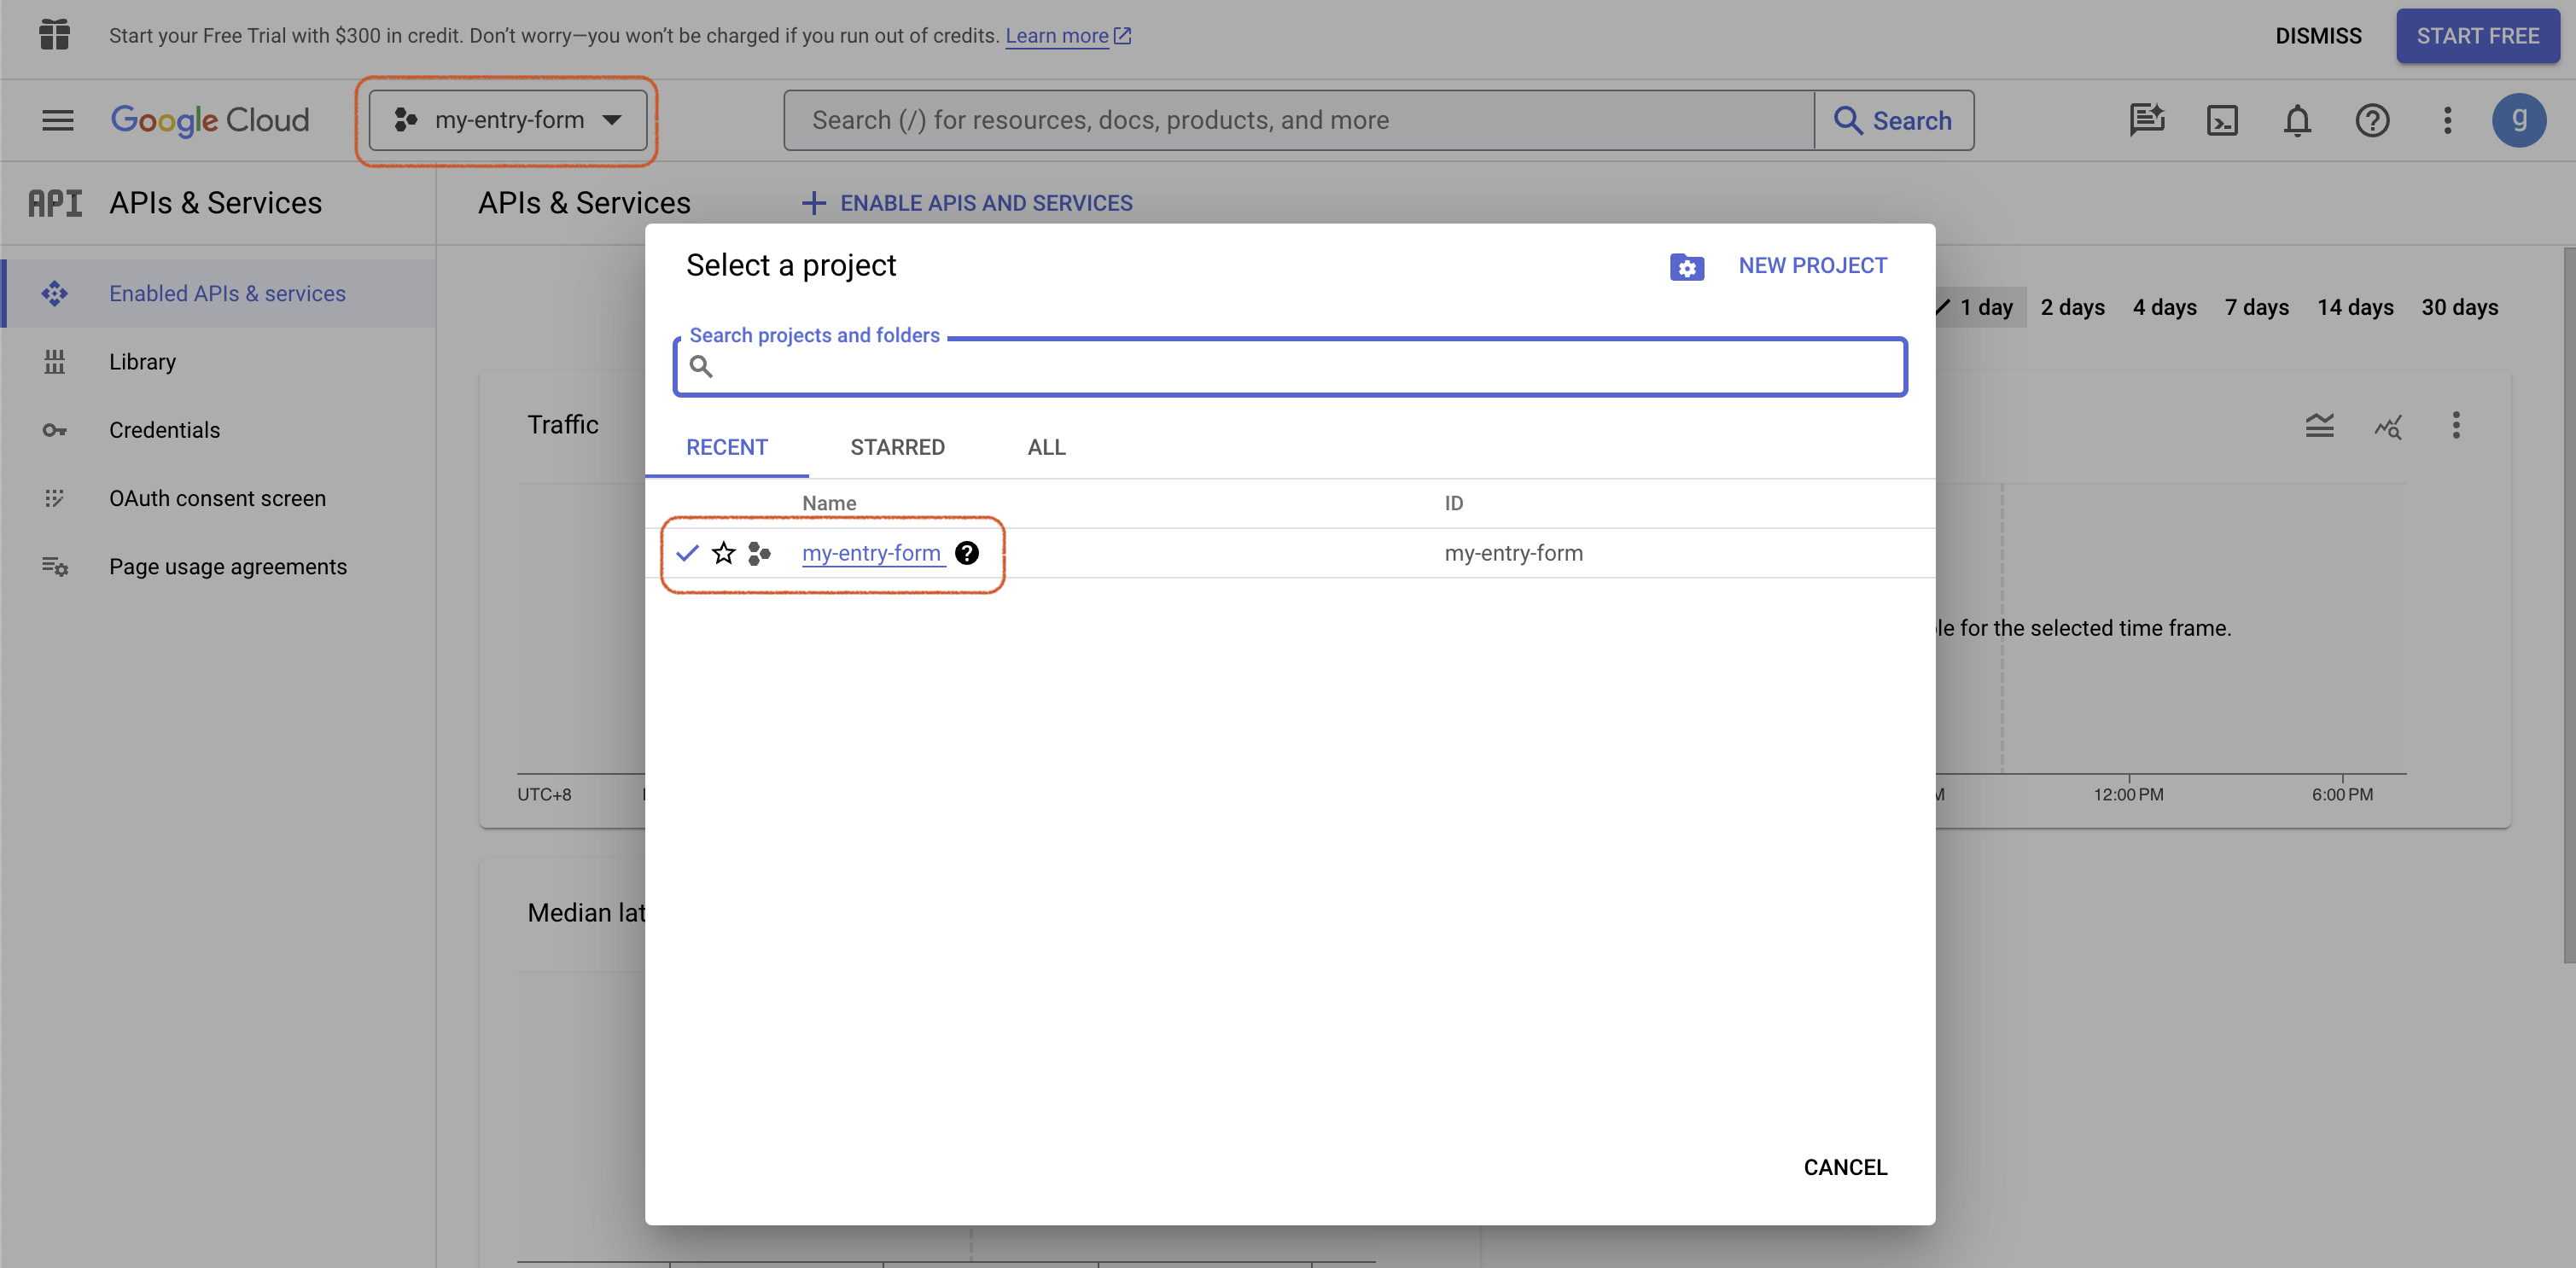 Start your Free Trial with $300 in credit. Don’t worry—you won’t be charged if you run out of credits. Learn more
DISMISS
START FREE
Google Cloud
my-entry-form
Search (/) for resources, docs, products, and more
Search
g
API
APIs & Services
APIs & Services
ENABLE APIS AND SERVICES
Enabled APIs & services
Library
Credentials
OAuth consent screen
Page usage agreements
Select a project
NEW PROJECT
Search projects and folders
RECENT
STARRED
ALL
Name
ID
my-entry-form
my-entry-form
CANCEL
1 day
2 days
4 days
7 days
14 days
30 days
Traffic
for the selected time frame.
UTC+8
12:00 PM
6:00 PM
Median